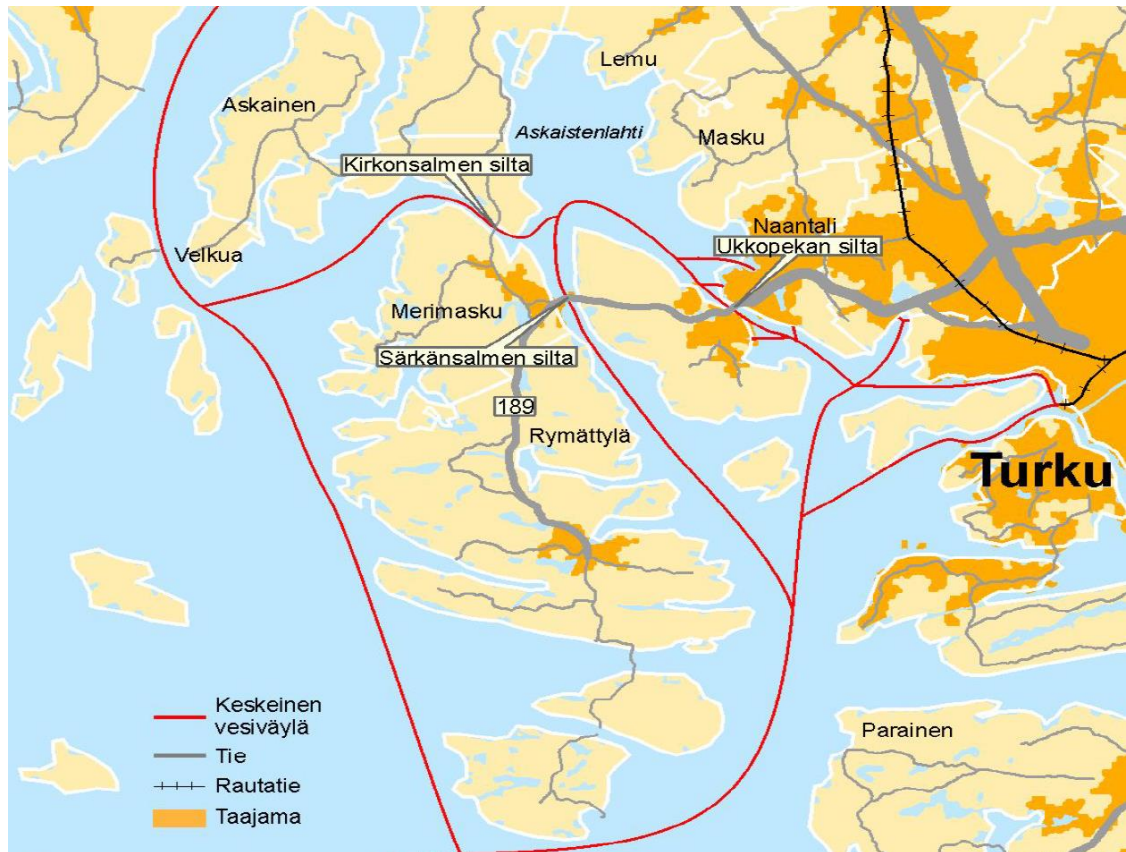 Lemu
Askainen
Askaistenlahti
Masku
Kirkonsalmen silta
Naantali
Ukkopekan silta
Velkua
Merimasku
Särkänsalmen silta
189
Rymättylä
Turku
Keskeinen
vesiväylä
Tie
Rautatie
Taajama
Parainen